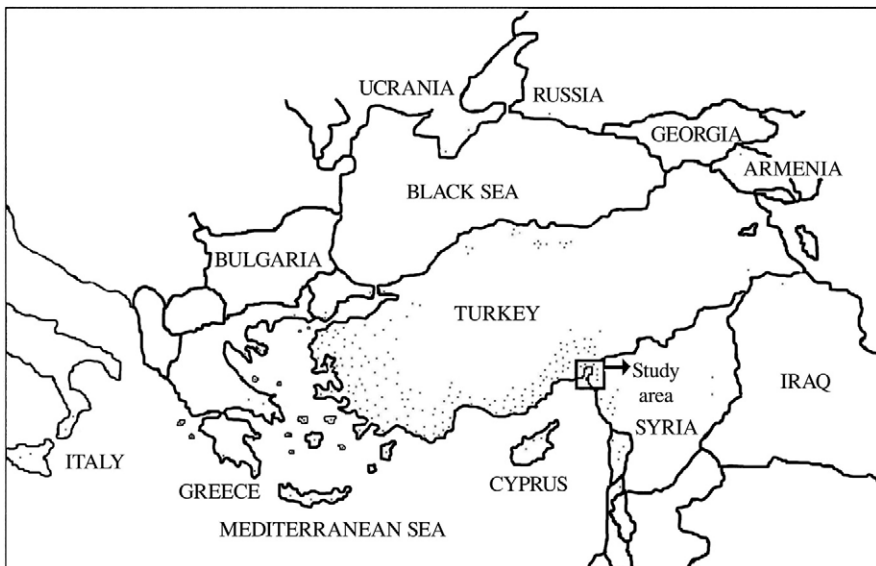 UCRANIA
RUSSIA
GEORGIA
ARMENIA
BLACK SEA
BULGARIA
TURKEY
Study
area
IRAQ
SYRIA
ITALY
GREECE
CYPRUS
MEDITERRANEAN SEA